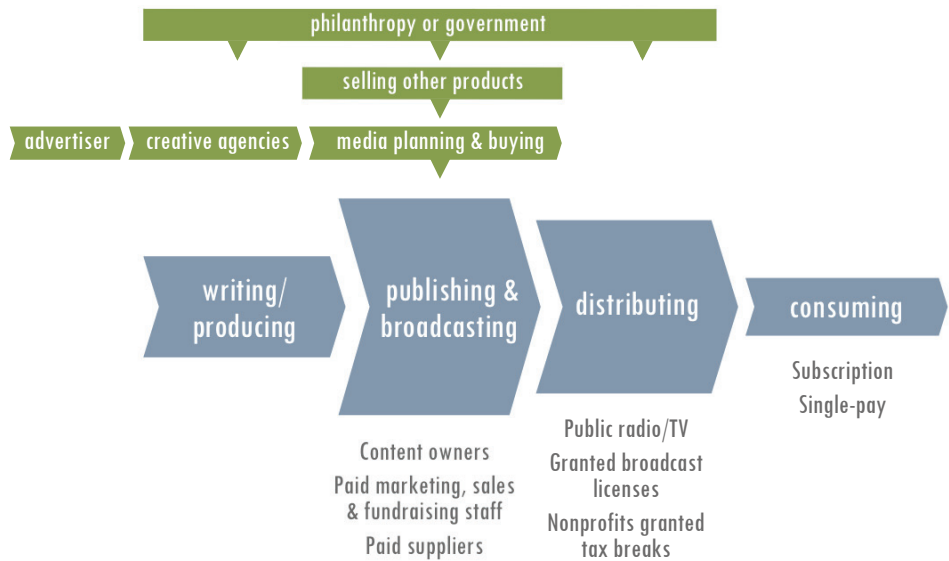 philanthropy or government
selling other products
advertiser
creative agencies
media planning & buying
writing/
producing
publishing &
broadcasting
distributing
consuming
Content owners
Paid marketing, sales
& fundraising staff
Paid suppliers
Public radio/TV
Granted broadcast
licenses
Nonprofits granted
tax breaks
Subscription
Single-pay